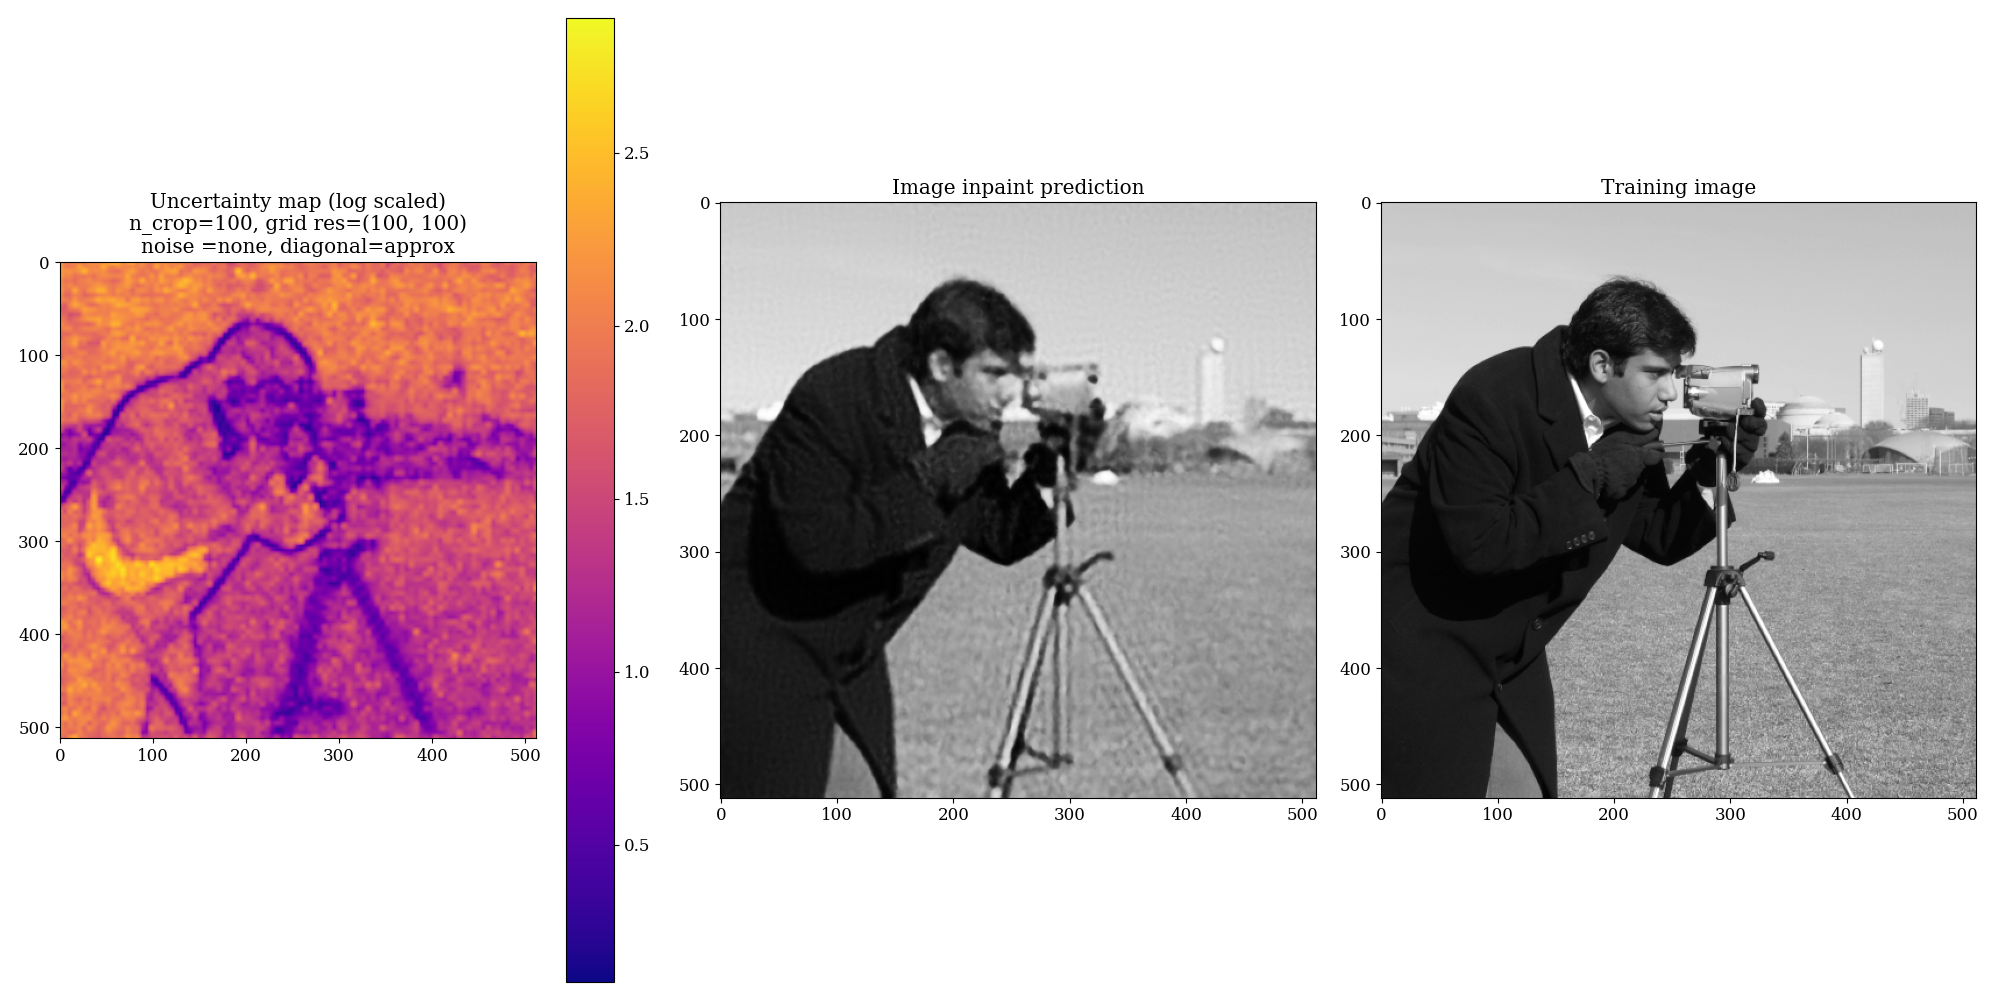 Uncertainty map (log scaled)
n_crop=100, grid res=(100, 100)
noise =none, diagonal=approx
0
100
200
300
400
500
0 100 200 300 400 500
2.5
2.0
1.5
1.0
0.5
Image inpaint prediction
0
100
200
300
400
500
0 100 200 300 400 500
Training image
0
100
200
300
400
500
0 100 200 300 400 500